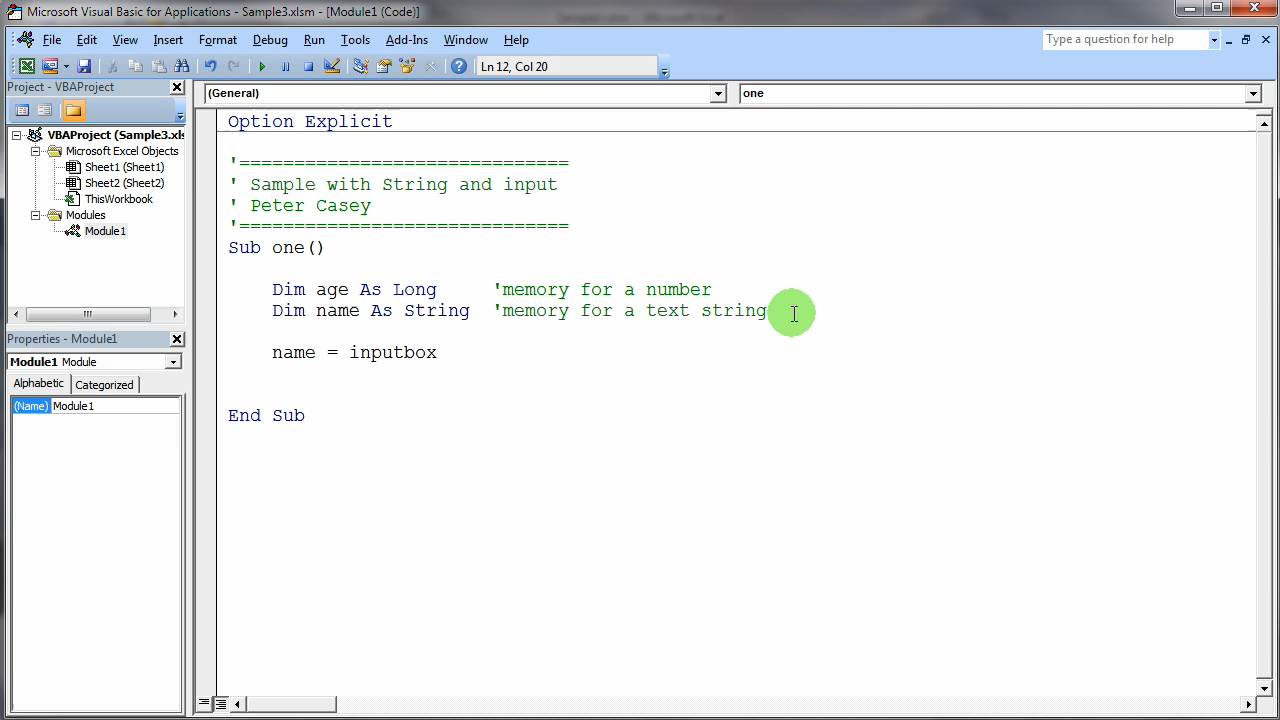 Microsoft Visual Basic for Applications - Sample3.xlsm - [Module1 (Code)]
File Edit View Insert Format Debug Run Tools Add-Ins Window Help
Type a question for help
Ln 12, Col 20
Project - VBAProject
(General)
one
VBAProject (Sample3.xls
Microsoft Excel Objects
Sheet1 (Sheet1)
Sheet2 (Sheet2)
ThisWorkbook
Modules
Module1
Properties - Module1
Module1 Module
Alphabetic Categorized
(Name) Module1
Option Explicit
'==============================
' Sample with String and input
' Peter Casey
'==============================
Sub one()
Dim age As Long 'memory for a number
Dim name As String 'memory for a text string
name = inputbox
End Sub